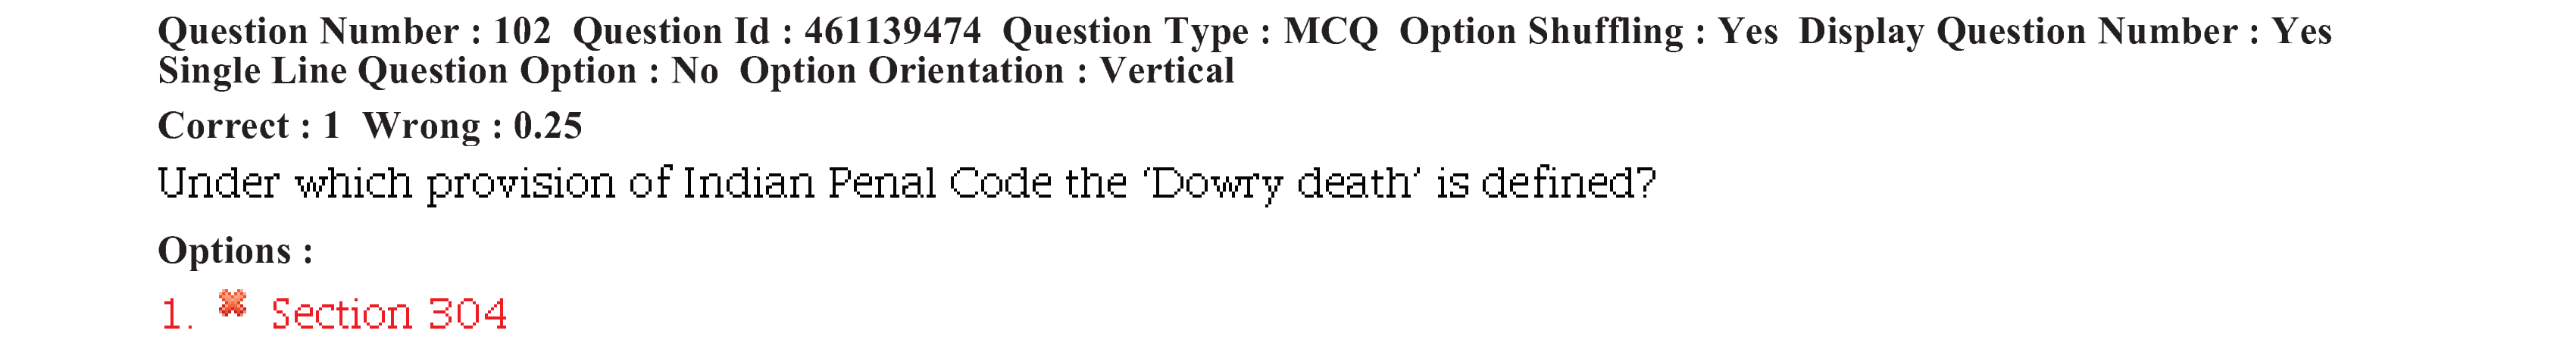 Question Number : 102 Question Id : 461139474 Question Type : MCQ Option Shuffling : Yes Display Question Number : Yes
Single Line Question Option : No Option Orientation : Vertical
Correct : 1 Wrong : 0.25
Under which provision of Indian Penal Code the ‘Dowry death’ is defined?
Options :
1. ✖ Section 304